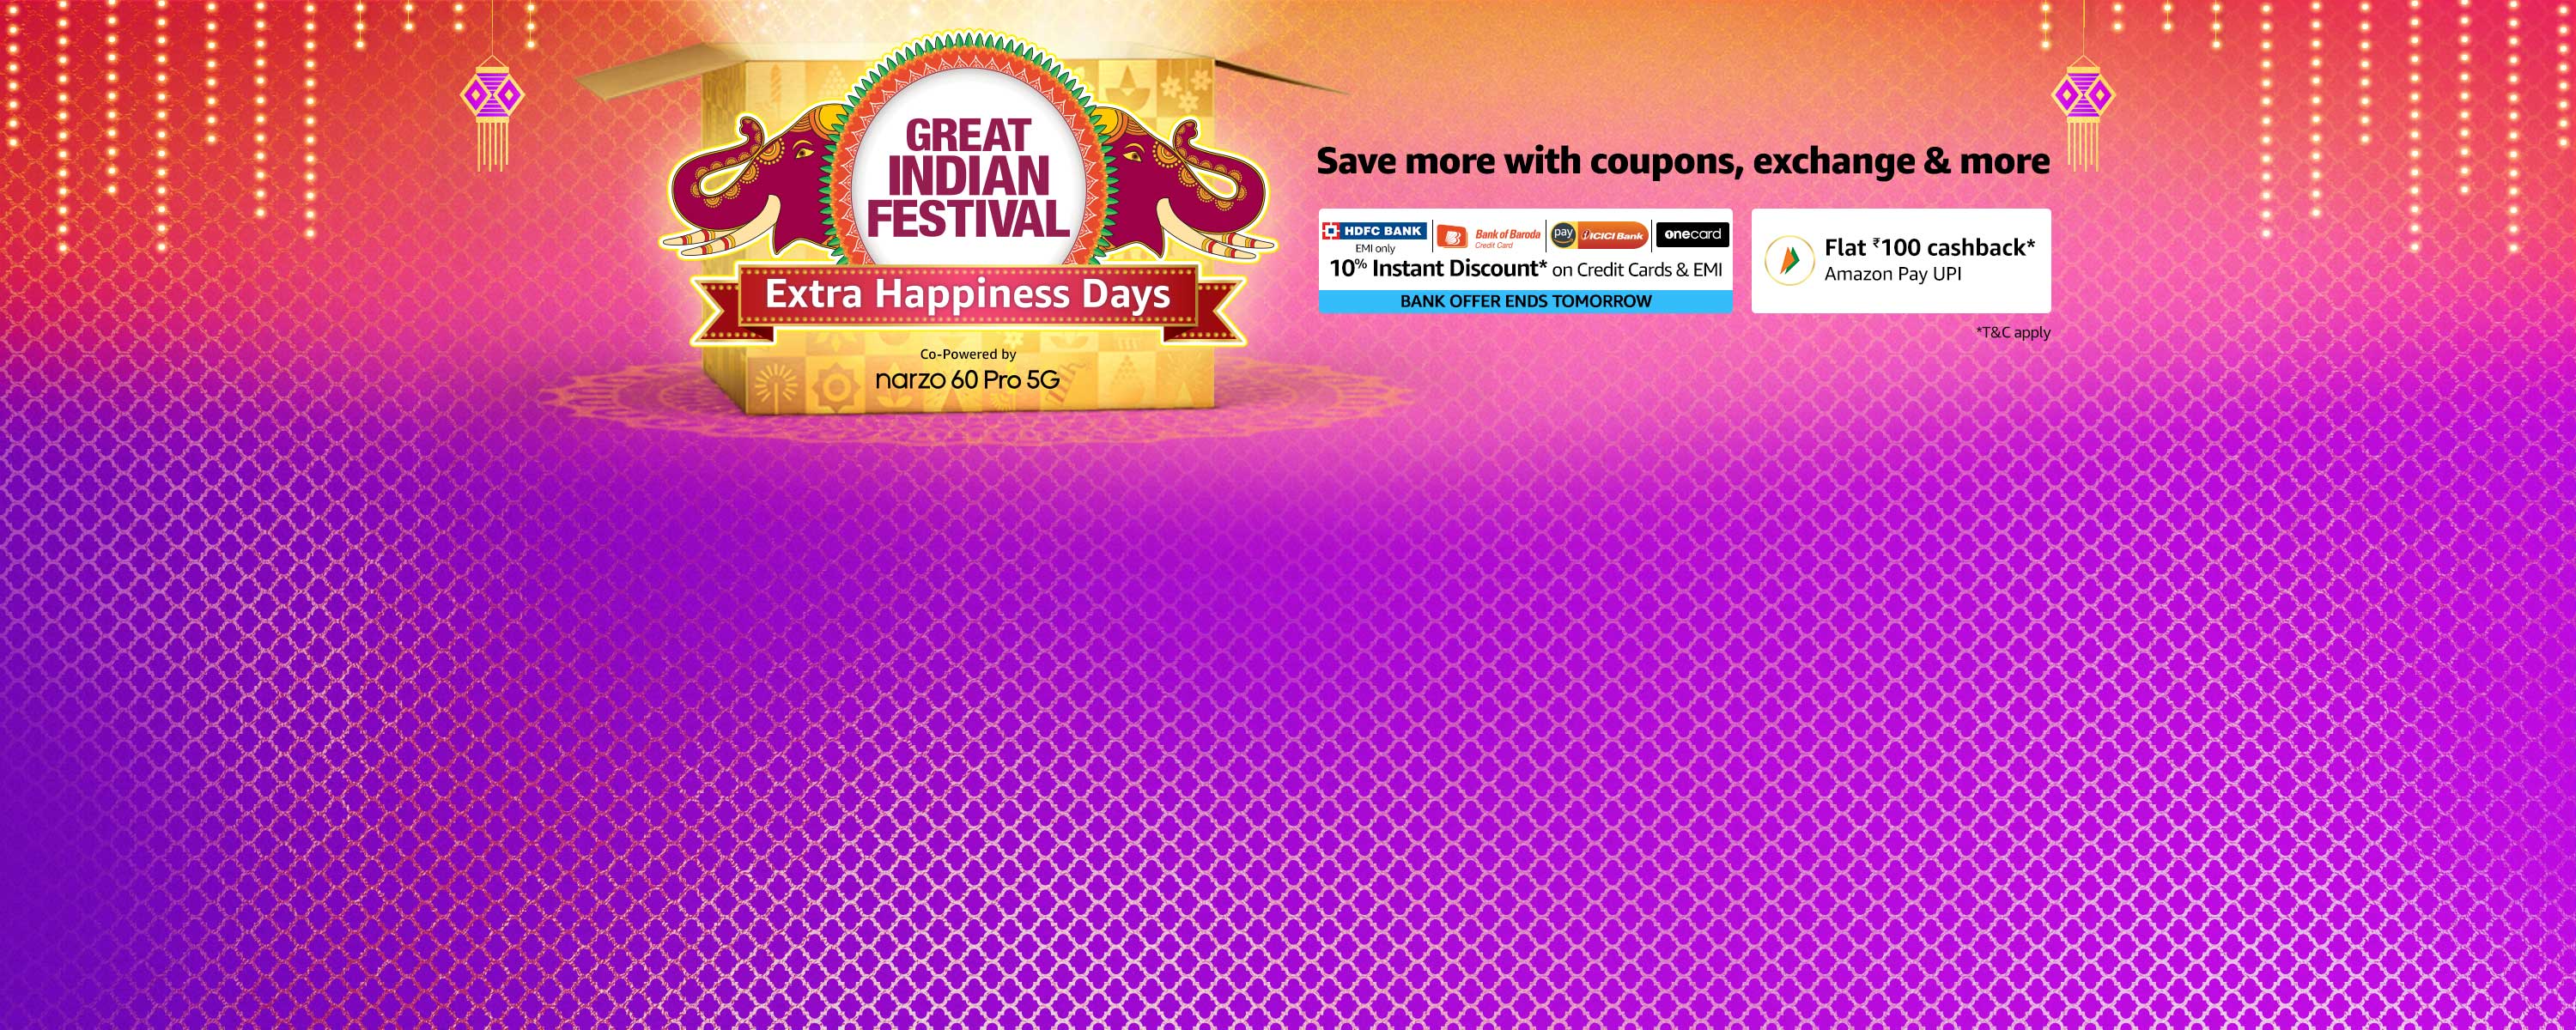 GREAT
INDIAN
FESTIVAL
Extra Happiness Days
Co-Powered by
narzo 60 Pro 5G
Save more with coupons, exchange & more
HDFC BANK
EMI only
Bank of Baroda
Credit Card
pay
ICICI Bank
onecard
10% Instant Discount* on Credit Cards & EMI
BANK OFFER ENDS TOMORROW
Flat ₹100 cashback*
Amazon Pay UPI
*T&C apply